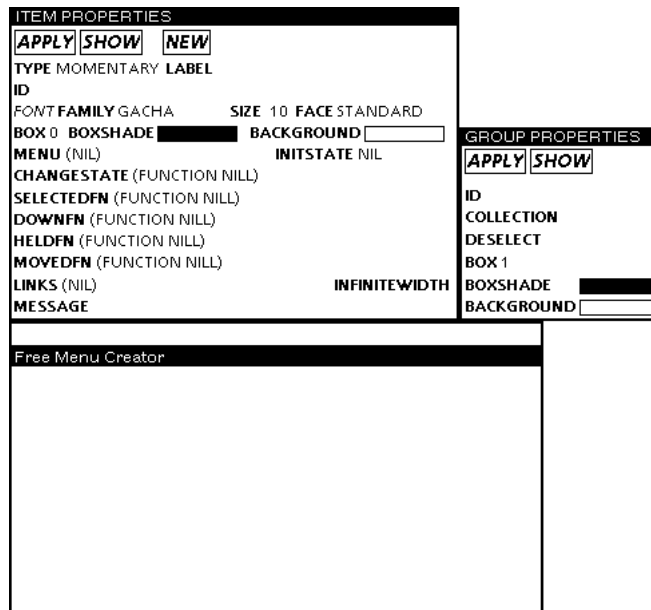 ITEM PROPERTIES
APPLY SHOW NEW
TYPE MOMENTARY LABEL
ID
FONT FAMILY GACHA SIZE 10 FACE STANDARD
BOX 0 BOXSHADE BACKGROUND
MENU (NIL) INITSTATE NIL
CHANGESTATE (FUNCTION NILL)
SELECTEDFN (FUNCTION NILL)
DOWNFN (FUNCTION NILL)
HELDFN (FUNCTION NILL)
MOVEDFN (FUNCTION NILL)
LINKS (NIL) INFINITEWIDTH
MESSAGE
GROUP PROPERTIES
APPLY SHOW
ID
COLLECTION
DESELECT
BOX 1
BOXSHADE
BACKGROUND
Free Menu Creator